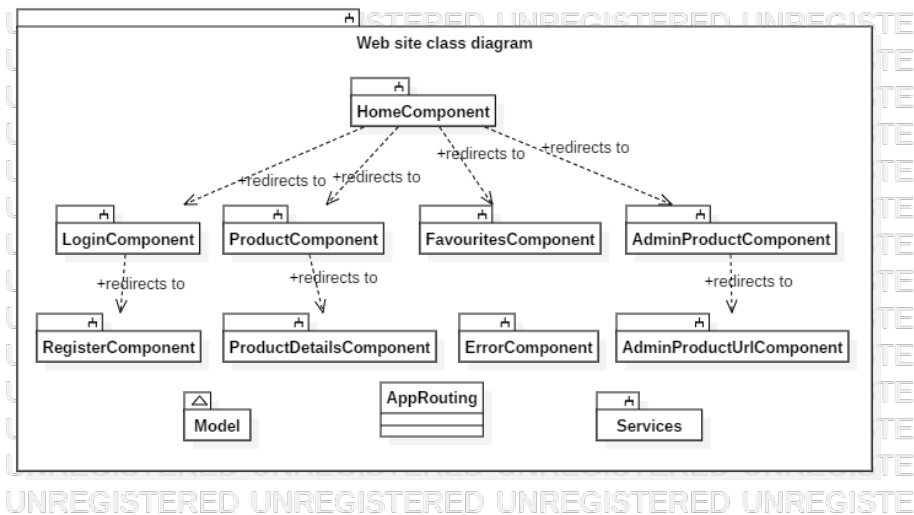 Web site class diagram
HomeComponent
+redirects to
+redirects to
+redirects to
+redirects to
LoginComponent
ProductComponent
FavouritesComponent
AdminProductComponent
+redirects to
+redirects to
+redirects to
RegisterComponent
ProductDetailsComponent
ErrorComponent
AdminProductUrlComponent
Model
AppRouting
Services
UNREGISTERED UNREGISTERED UNREGISTERED UNREGISTE